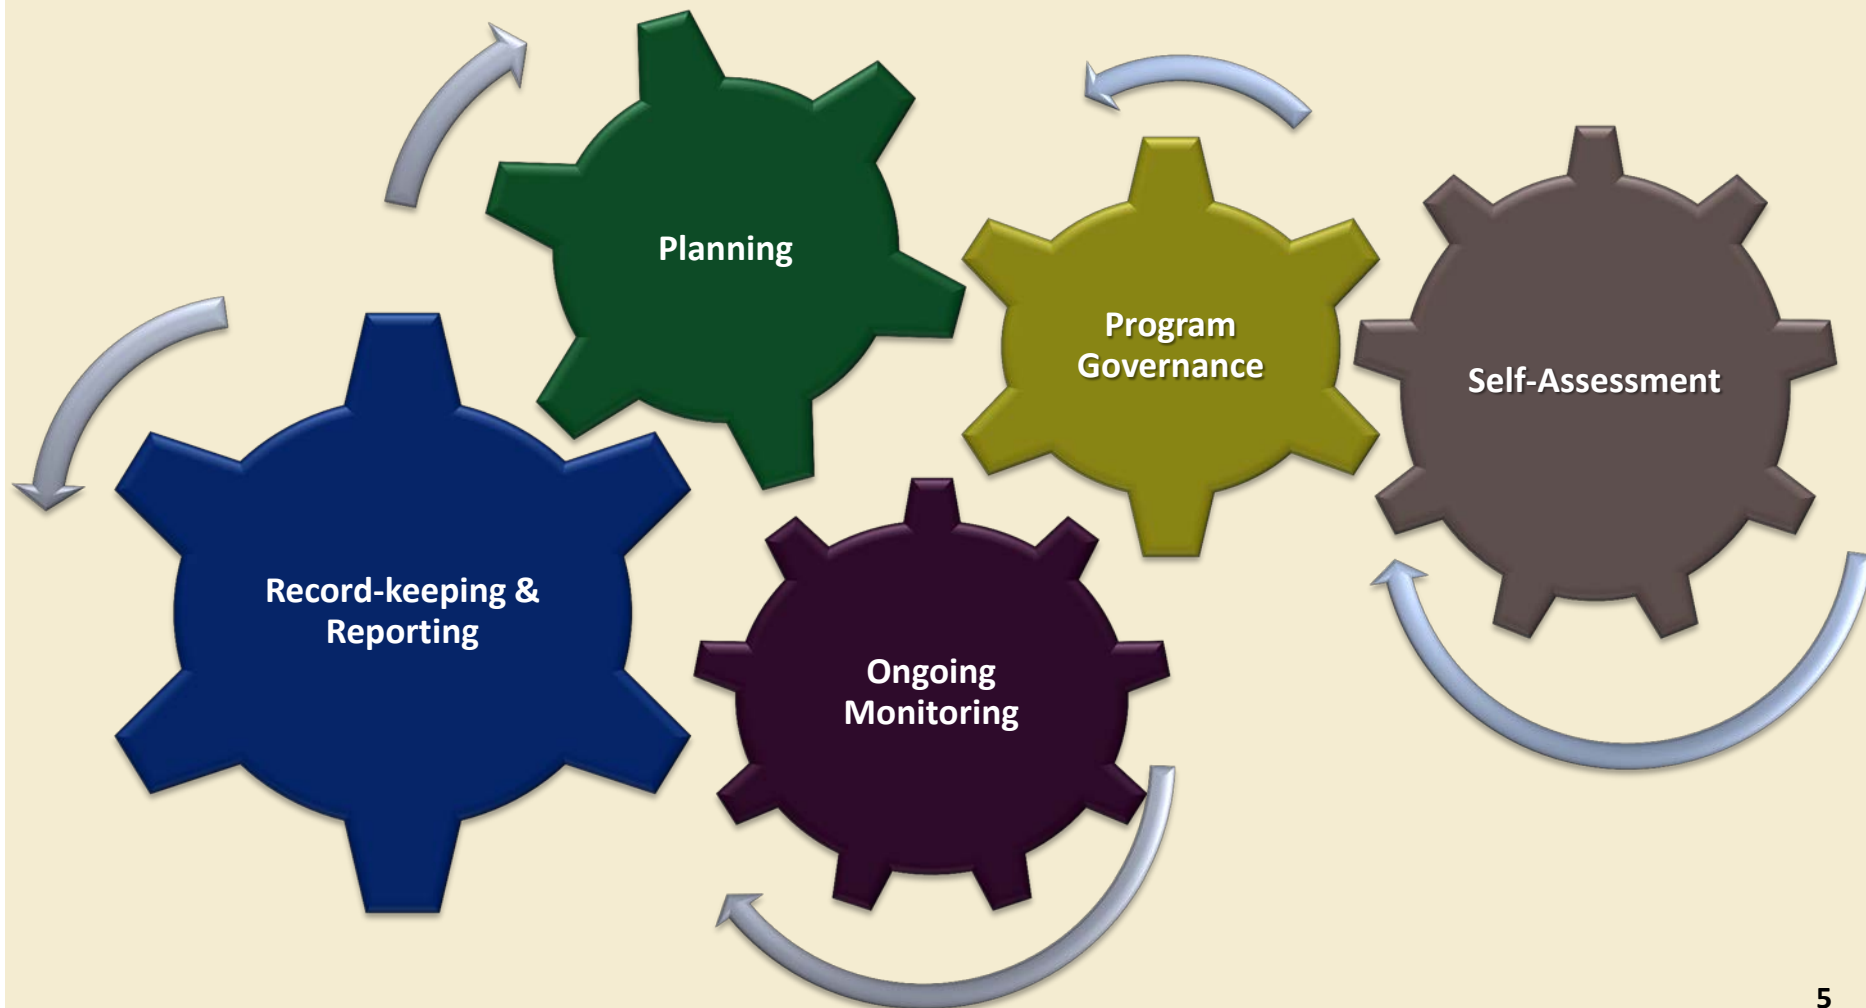 Planning
Program
Governance
Self-Assessment
Record-keeping &
Reporting
Ongoing
Monitoring
5